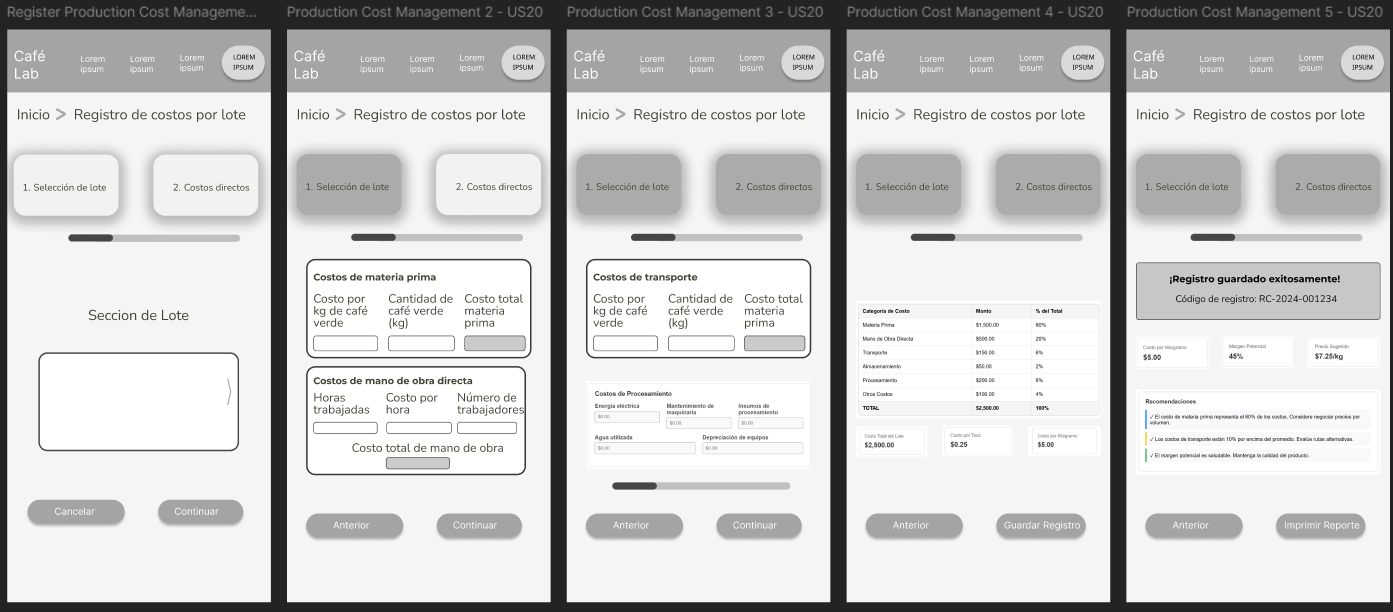 Register Production Cost Manageme...
Café
Lab
Lorem
ipsum
Lorem
ipsum
Lorem
ipsum
LOREM
IPSUM
Inicio > Registro de costos por lote
1. Selección de lote
2. Costos directos
Seccion de Lote
Cancelar
Continuar
Production Cost Management 2 - US20
Café
Lab
Lorem
ipsum
Lorem
ipsum
Lorem
ipsum
LOREM
IPSUM
Inicio > Registro de costos por lote
1. Selección de lote
2. Costos directos
Costos de materia prima
Costo por
kg de café
verde
Cantidad de
café verde
(kg)
Costo total
materia
prima
Costos de mano de obra directa
Horas
trabajadas
Costo por
hora
Número de
trabajadores
Costo total de mano de obra
Anterior
Continuar
Production Cost Management 3 - US20
Café
Lab
Lorem
ipsum
Lorem
ipsum
Lorem
ipsum
LOREM
IPSUM
Inicio > Registro de costos por lote
1. Selección de lote
2. Costos directos
Costos de transporte
Costo por
kg de café
verde
Cantidad de
café verde
(kg)
Costo total
materia
prima
Costos de Procesamiento
Energía eléctrica
$0.00
Mantenimiento de
maquinaria
$0.00
Insumos de
procesamiento
$0.00
Agua utilizada
$0.00
Depreciación de equipos
$0.00
Anterior
Continuar
Production Cost Management 4 - US20
Café
Lab
Lorem
ipsum
Lorem
ipsum
Lorem
ipsum
LOREM
IPSUM
Inicio > Registro de costos por lote
1. Selección de lote
2. Costos directos
Categoría de Costo Monto % del Total
Materia Prima $1,500.00 60%
Mano de Obra Directa $500.00 20%
Transporte $150.00 6%
Almacenamiento $50.00 2%
Procesamiento $200.00 8%
Otros Costos $100.00 4%
TOTAL $2,500.00 100%
Costo Total del Lote
$2,500.00
Costo por Taza
$0.25
Costo por Kilogramo
$5.00
Anterior
Guardar Registro
Production Cost Management 5 - US20
Café
Lab
Lorem
ipsum
Lorem
ipsum
Lorem
ipsum
LOREM
IPSUM
Inicio > Registro de costos por lote
1. Selección de lote
2. Costos directos
¡Registro guardado exitosamente!
Código de registro: RC-2024-001234
Costo por Kilogramo
$5.00
Margen Potencial
45%
Precio Sugerido
$7.25/kg
Recomendaciones
✓ El costo de materia prima representa el 60% de los costos. Considere negociar precios por
volumen.
✓ Los costos de transporte están 10% por encima del promedio. Evalúe rutas alternativas.
✓ El margen potencial es saludable. Mantenga la calidad del producto.
Anterior
Imprimir Reporte